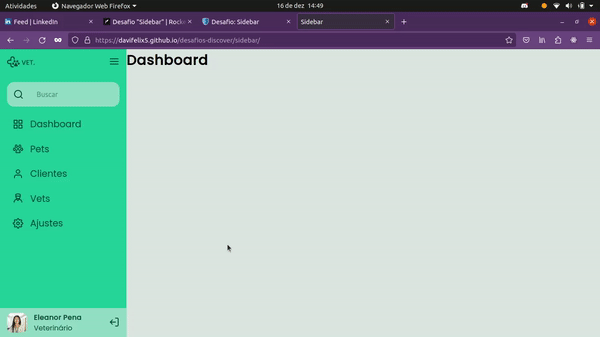 Atividades
Navegador Web Firefox
16 de dez 14:49
Feed | LinkedIn
Desafio "Sidebar" | Rocke
Desafio: Sidebar
Sidebar
https://davifelix5.github.io/desafios-discover/sidebar/
VET.
Dashboard
Buscar
Dashboard
Pets
Clientes
Vets
Ajustes
Eleanor Pena
Veterinário